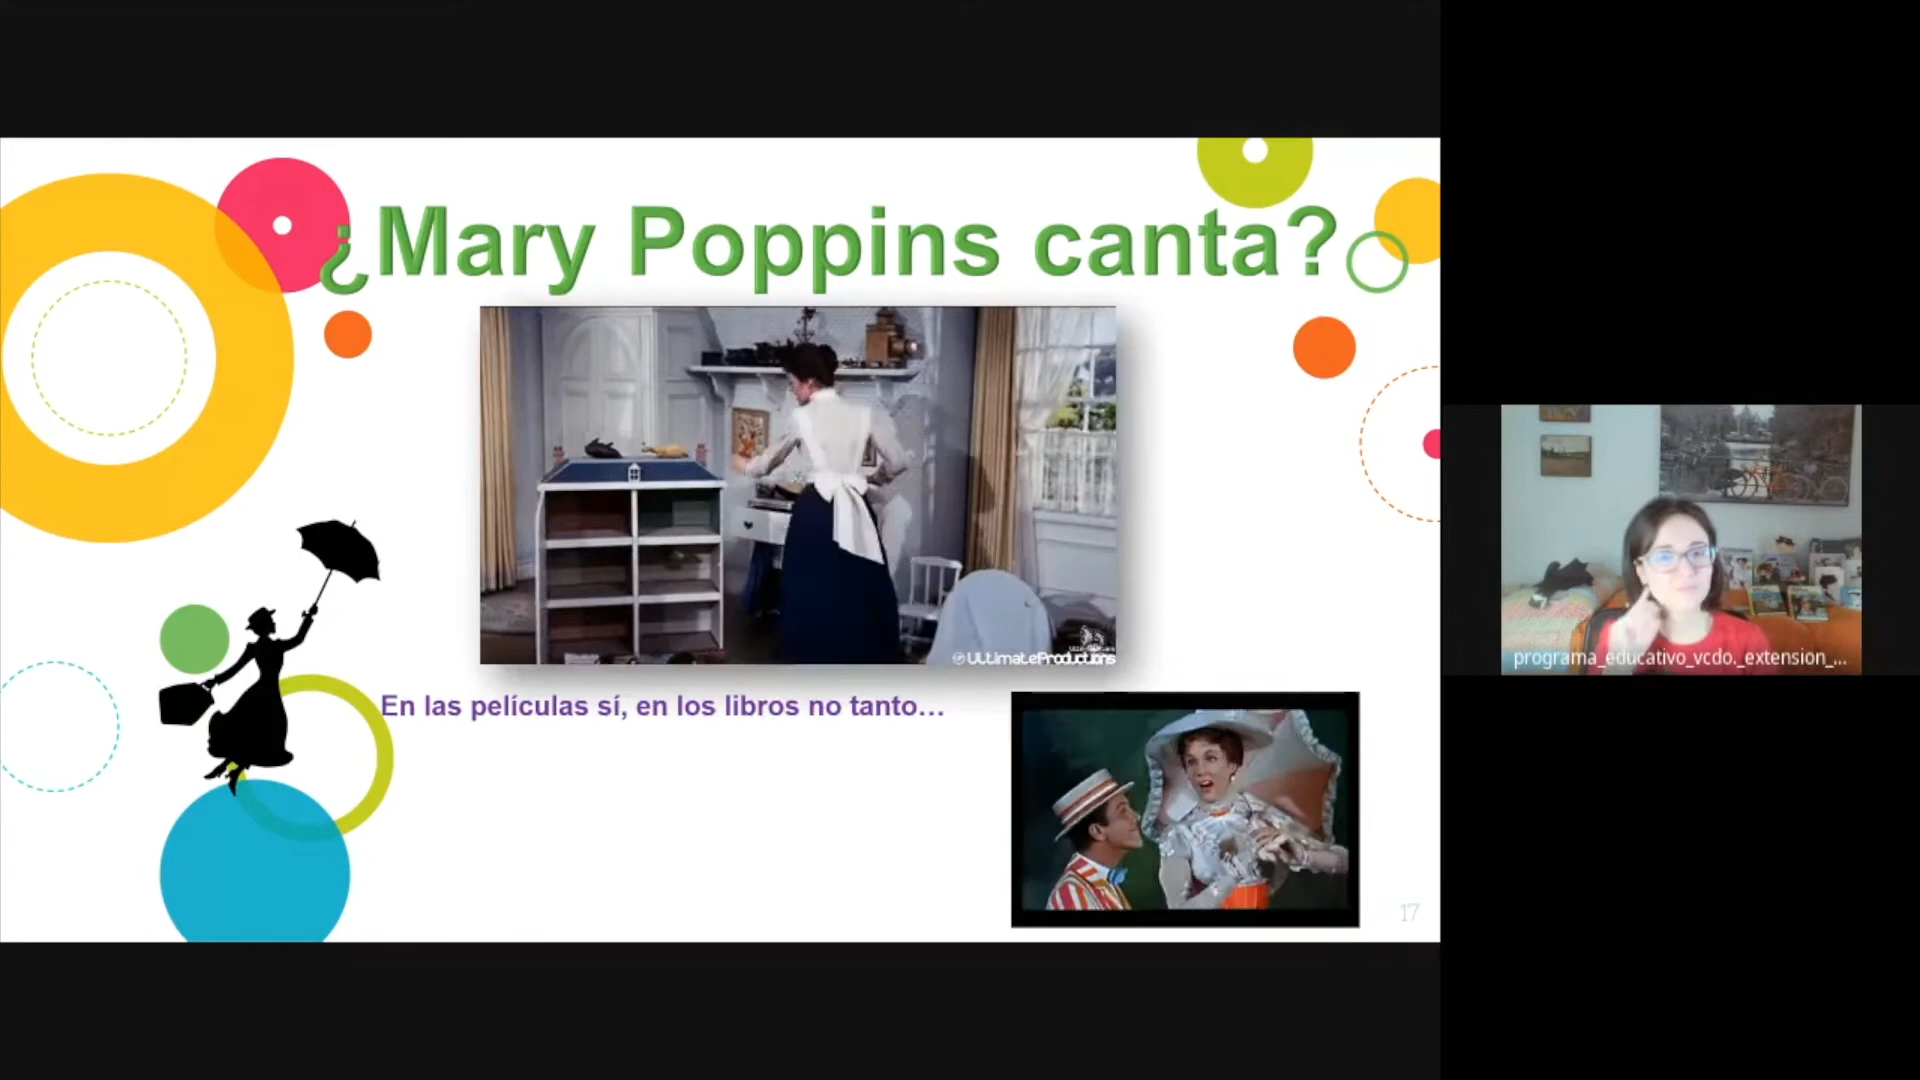 ¿Mary Poppins canta?
UltimateProductions
En las películas sí, en los libros no tanto...
17
programa_educativo_vcdo._extension_...